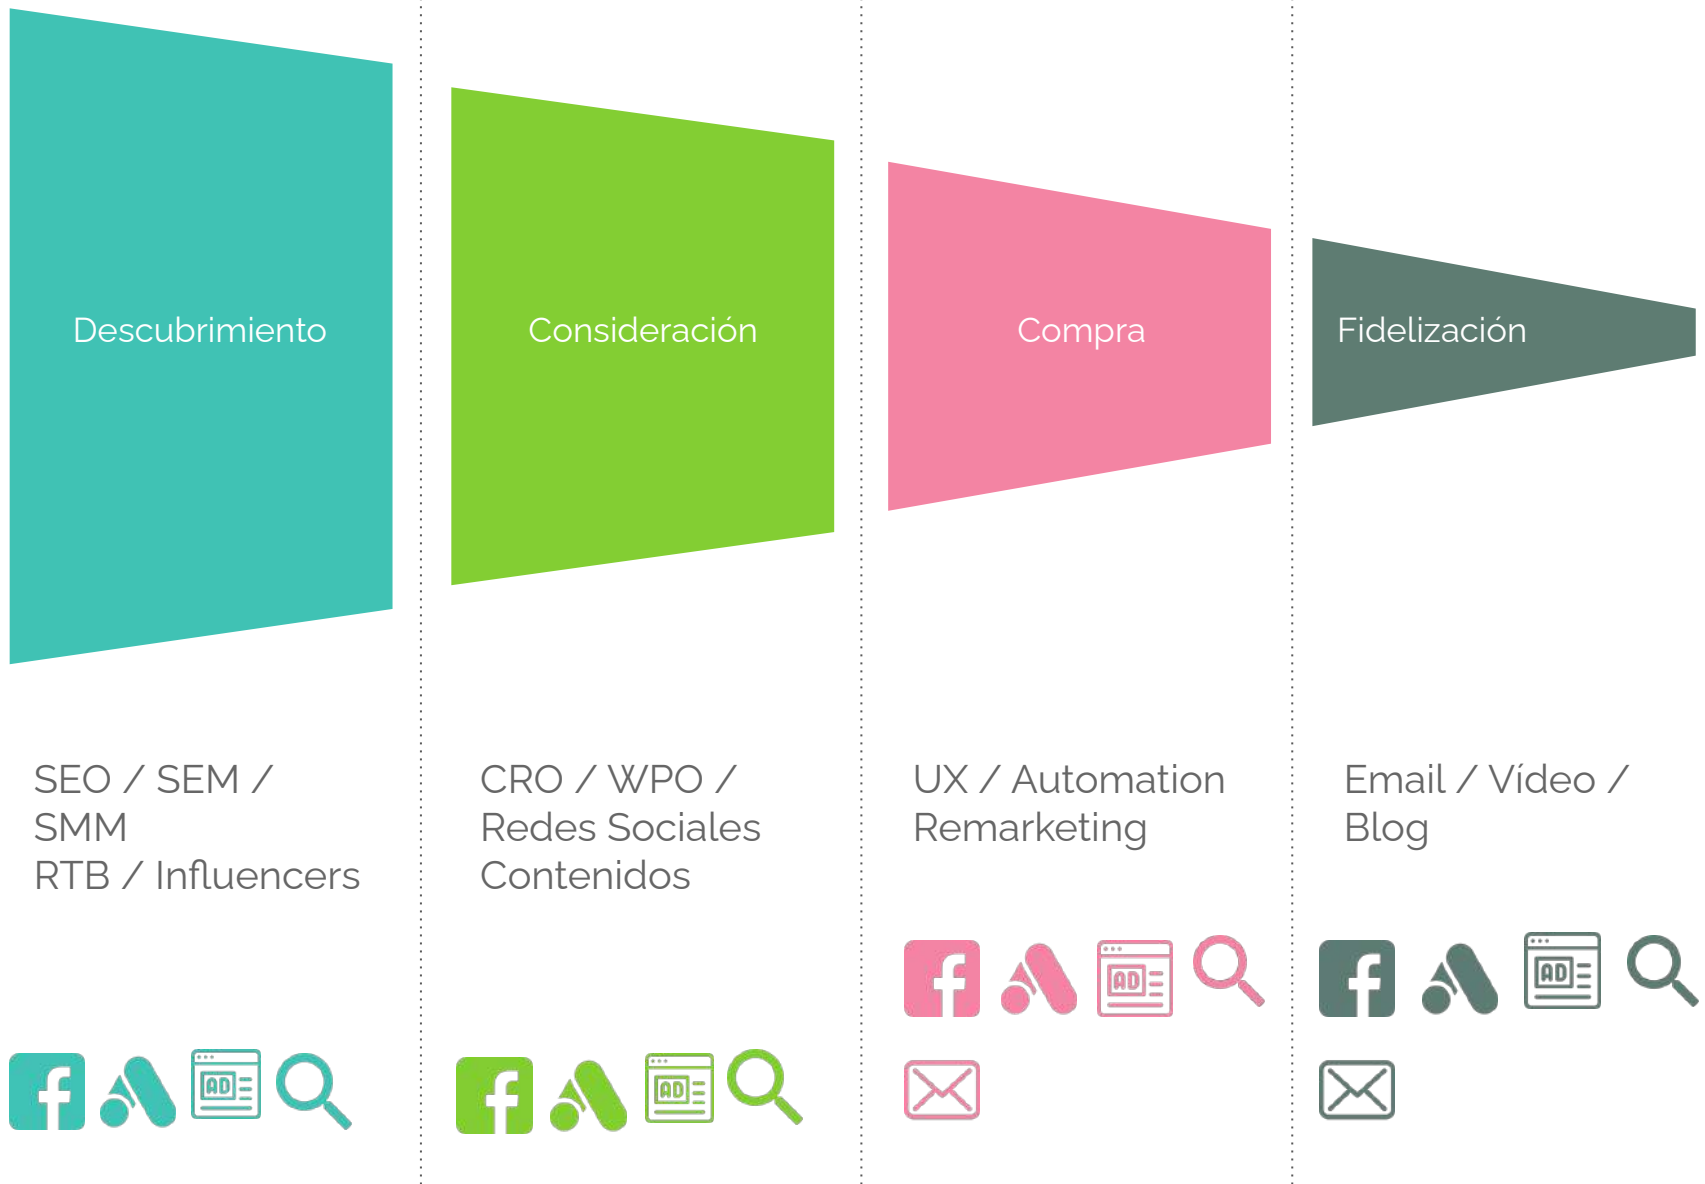 Descubrimiento
Consideración
Compra
Fidelización
SEO / SEM /
SMM
RTB / Influencers
CRO / WPO /
Redes Sociales
Contenidos
UX / Automation
Remarketing
Email / Vídeo /
Blog
AD
AD
AD
AD